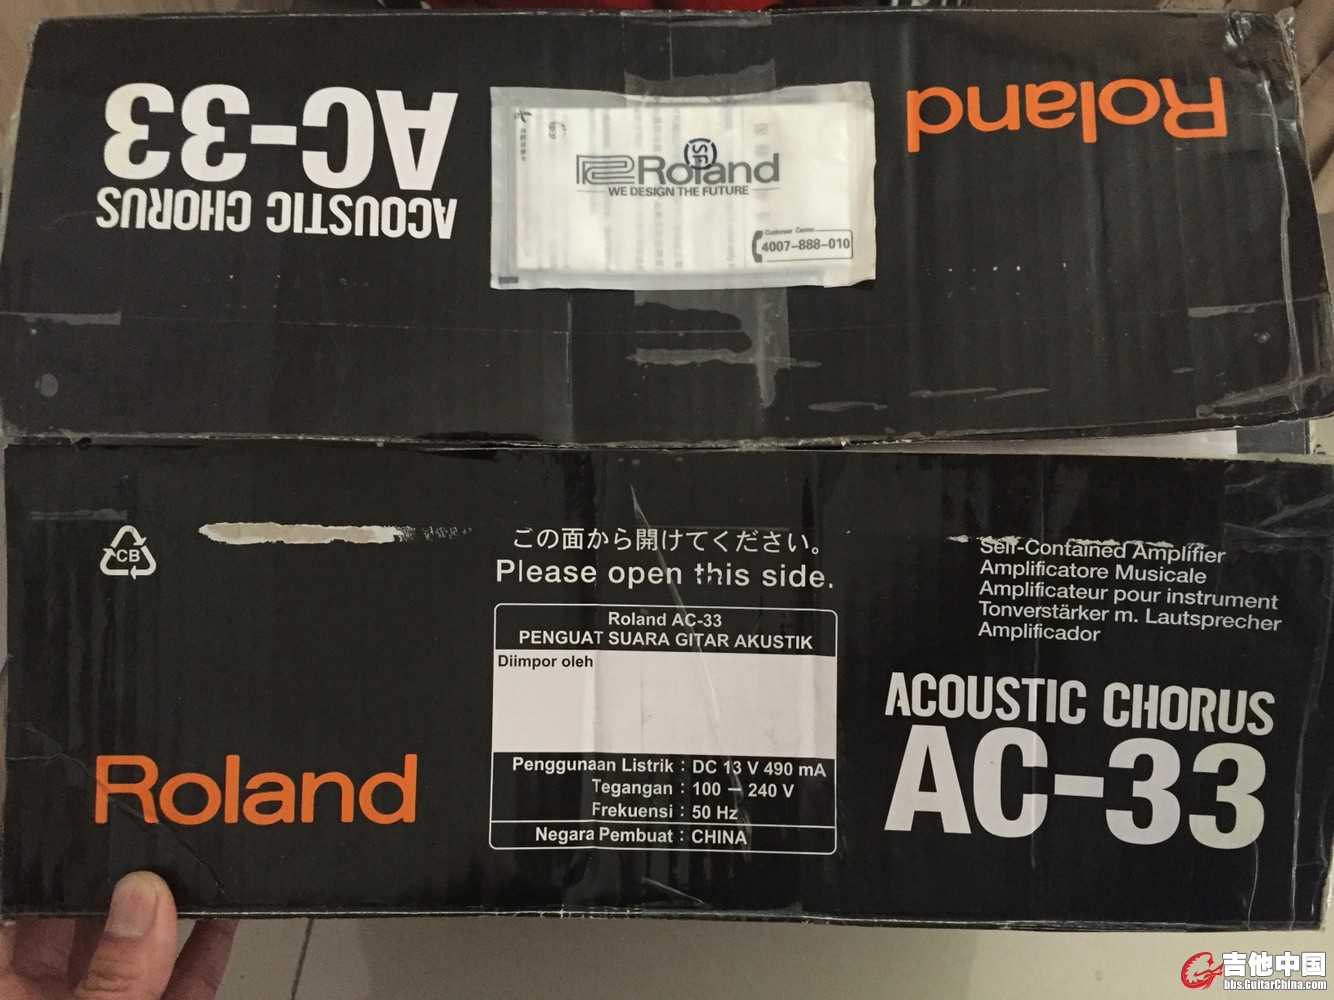 Roland
AC-33
ACOUSTIC CHORUS
SF
Roland
WE DESIGN THE FUTURE
Customer Center
4007-888-010
CB
この面から開けてください。
Please open this side.
Roland AC-33
PENGUAT SUARA GITAR AKUSTIK
Diimpor oleh
Penggunaan Listrik : DC 13 V 490 mA
Tegangan : 100 – 240 V
Frekuensi : 50 Hz
Negara Pembuat : CHINA
Self-Contained Amplifier
Amplificatore Musicale
Amplificateur pour instrument
Tonverstärker m. Lautsprecher
Amplificador
ACOUSTIC CHORUS
AC-33
Roland
吉他中国
bbs.GuitarChina.com